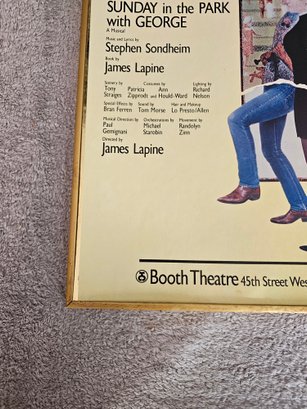 SUNDAY in the PARK
with GEORGE
A Musical
Music and Lyrics by
Stephen Sondheim
Book by
James Lapine
Scenery by Costumes by Lighting by
Tony Patricia Ann Richard
Straiges Zipprodt and Hould-Ward Nelson
Special Effects by Sound by Hair and Makeup
Bran Ferren Tom Morse Lo Presto/Allen
Musical Direction by Orchestrations by Movement by
Paul Michael Randolyn
Gemignani Starobin Zinn
Directed by
James Lapine
Booth Theatre 45th Street Wes